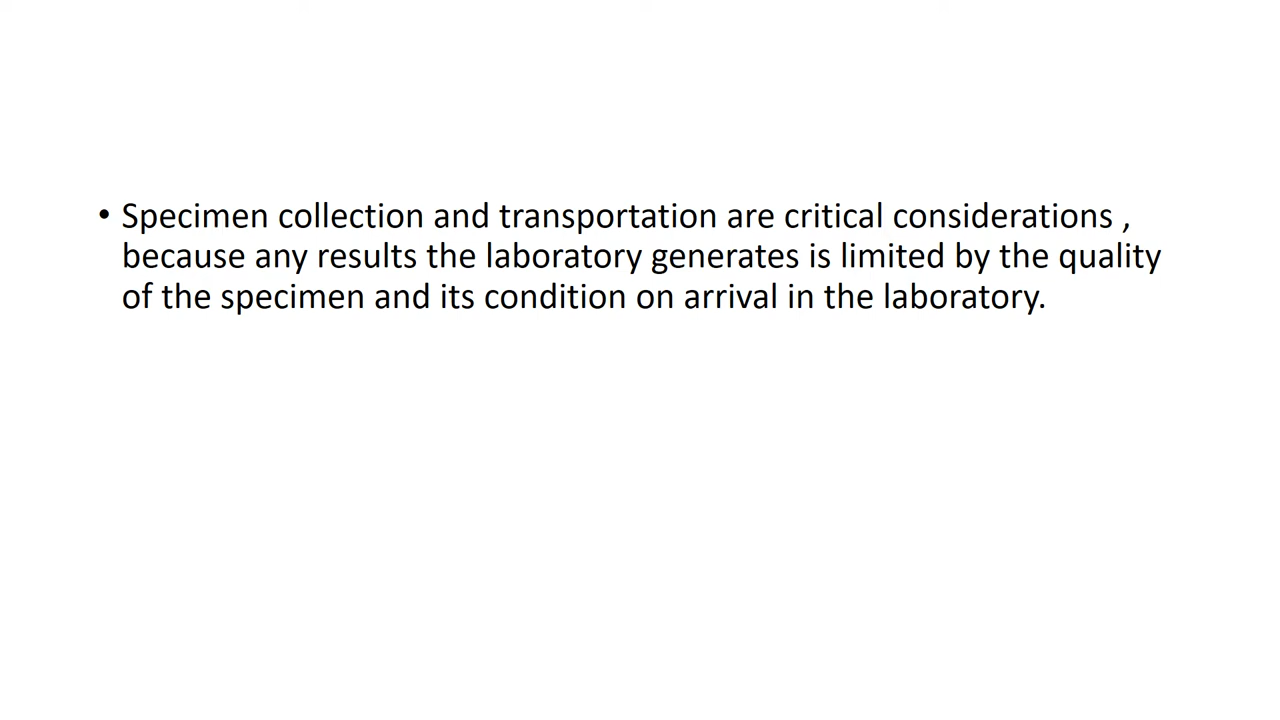 • Specimen collection and transportation are critical considerations ,
because any results the laboratory generates is limited by the quality
of the specimen and its condition on arrival in the laboratory.